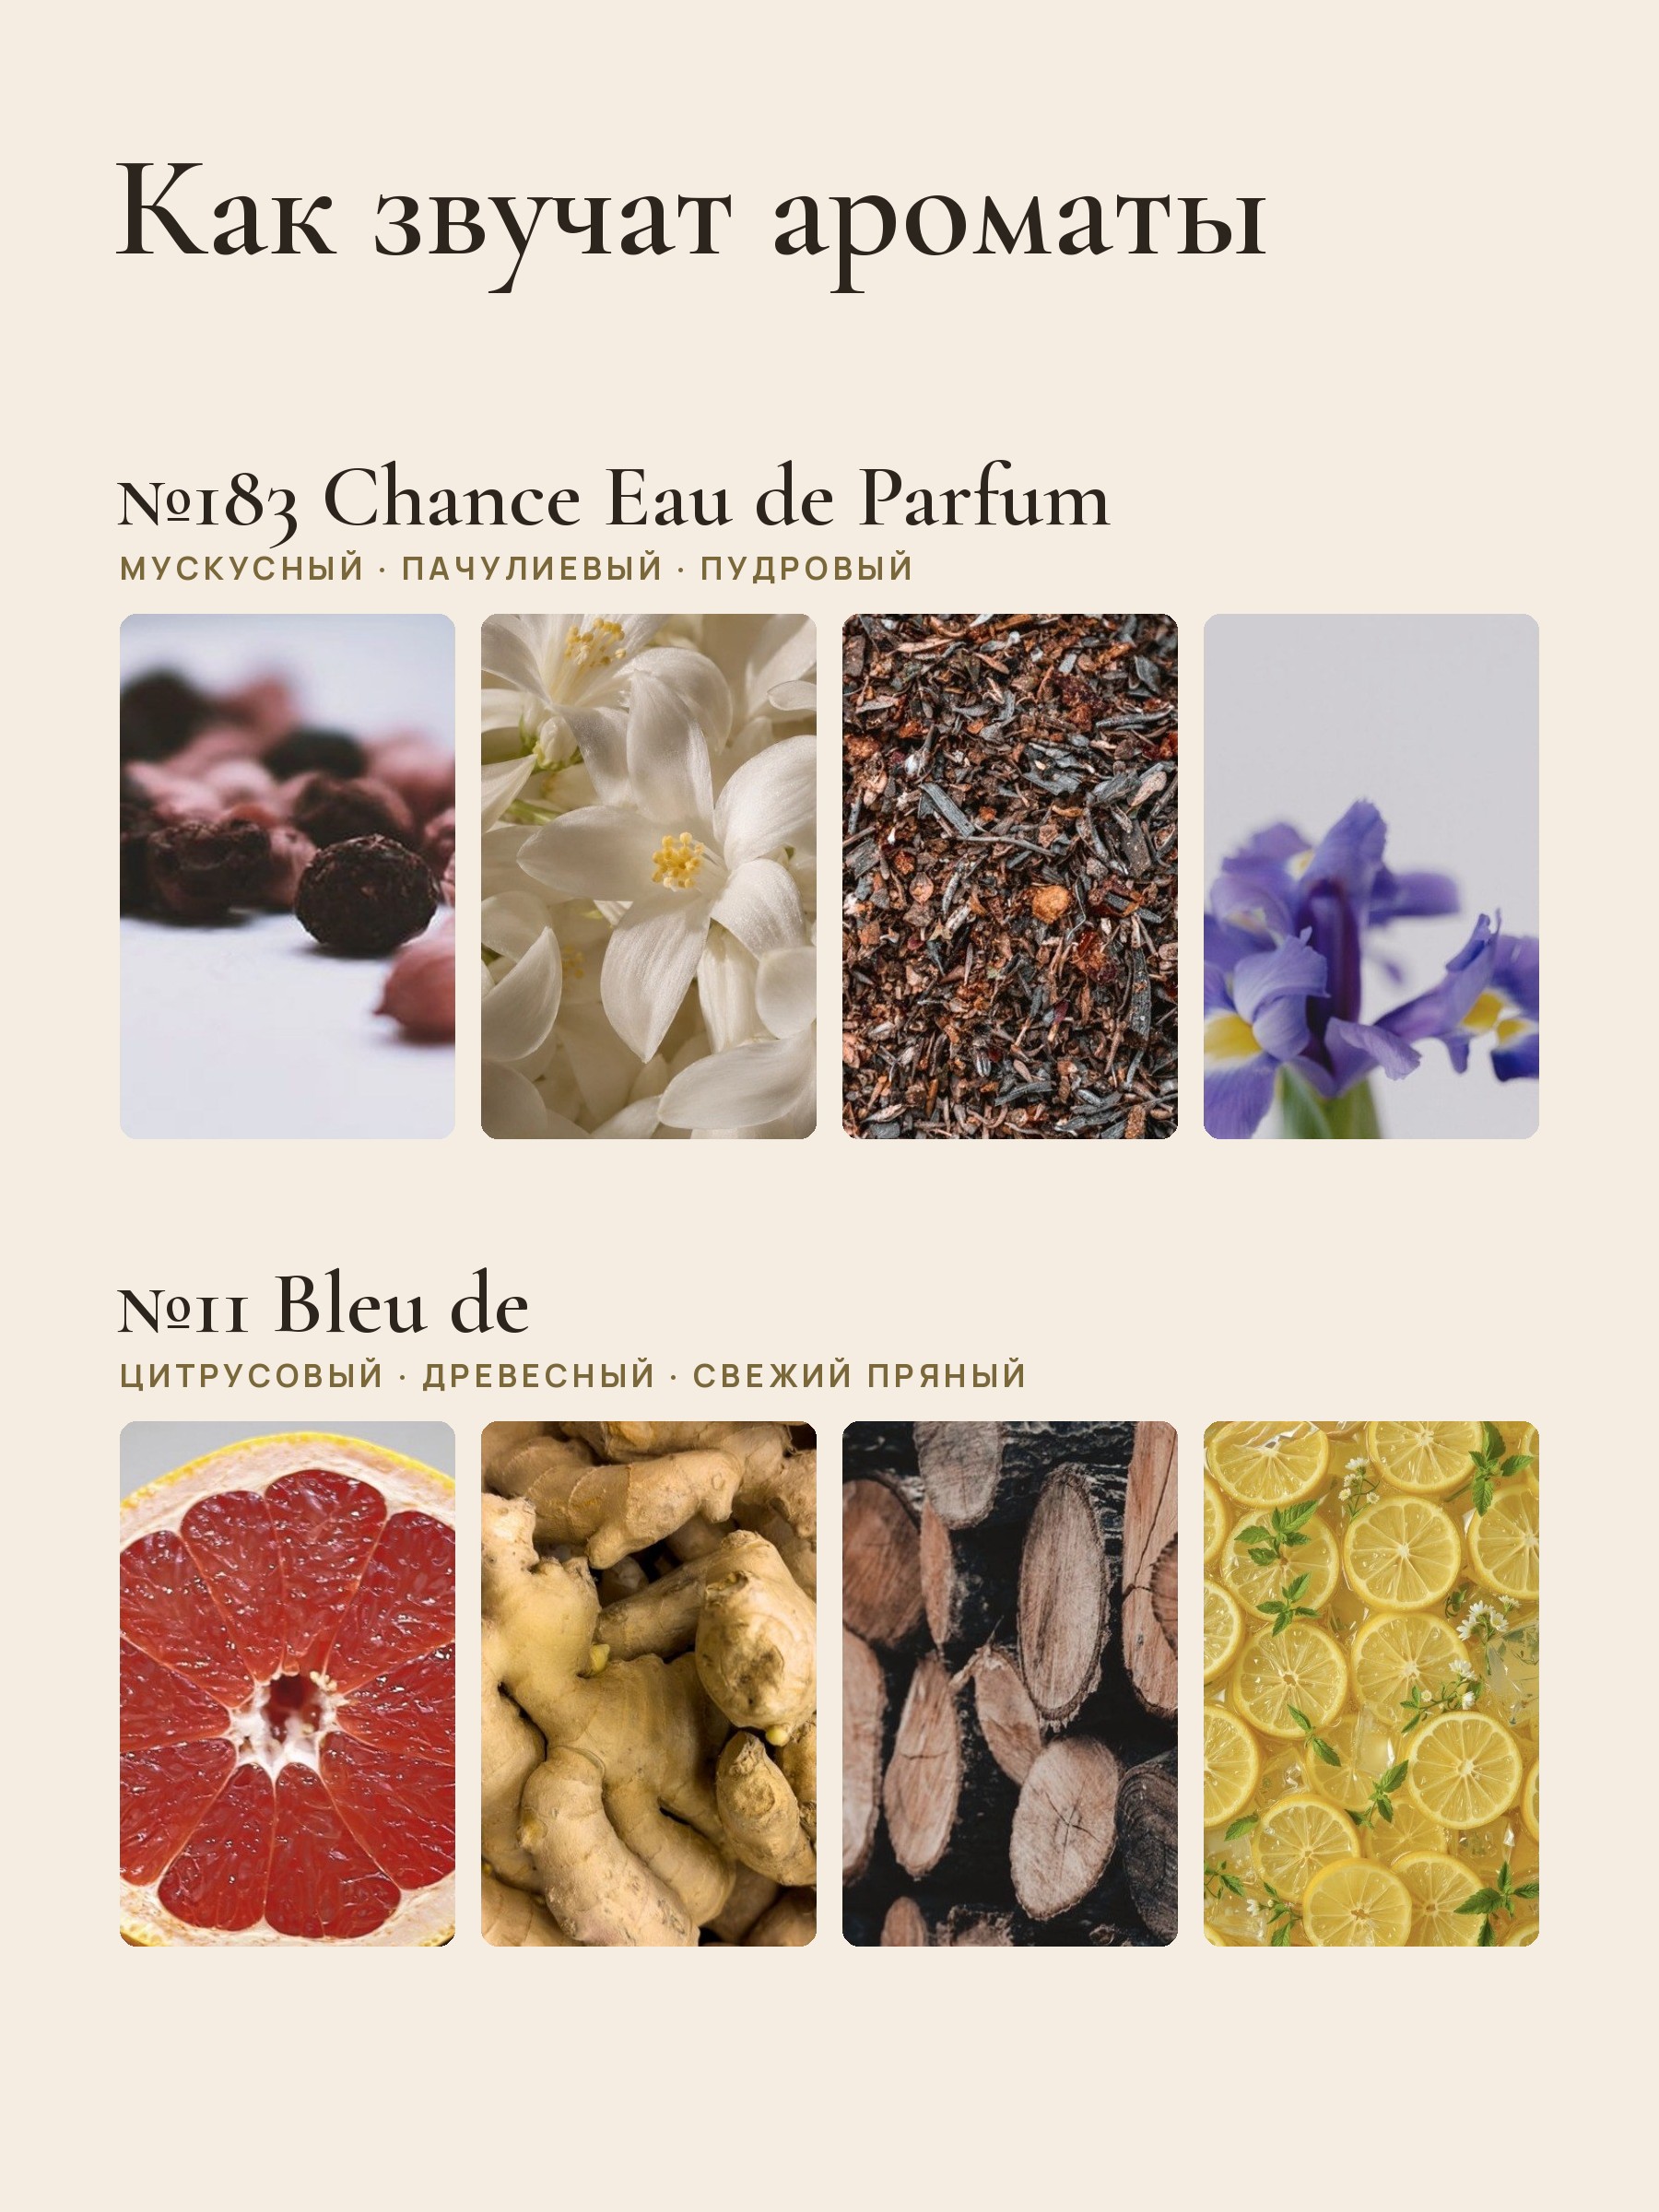 Как звучат ароматы
№183 Chance Eau de Parfum
МУСКУСНЫЙ · ПАЧУЛИЕВЫЙ · ПУДРОВЫЙ
№11 Bleu de
ЦИТРУСОВЫЙ · ДРЕВЕСНЫЙ · СВЕЖИЙ ПРЯНЫЙ